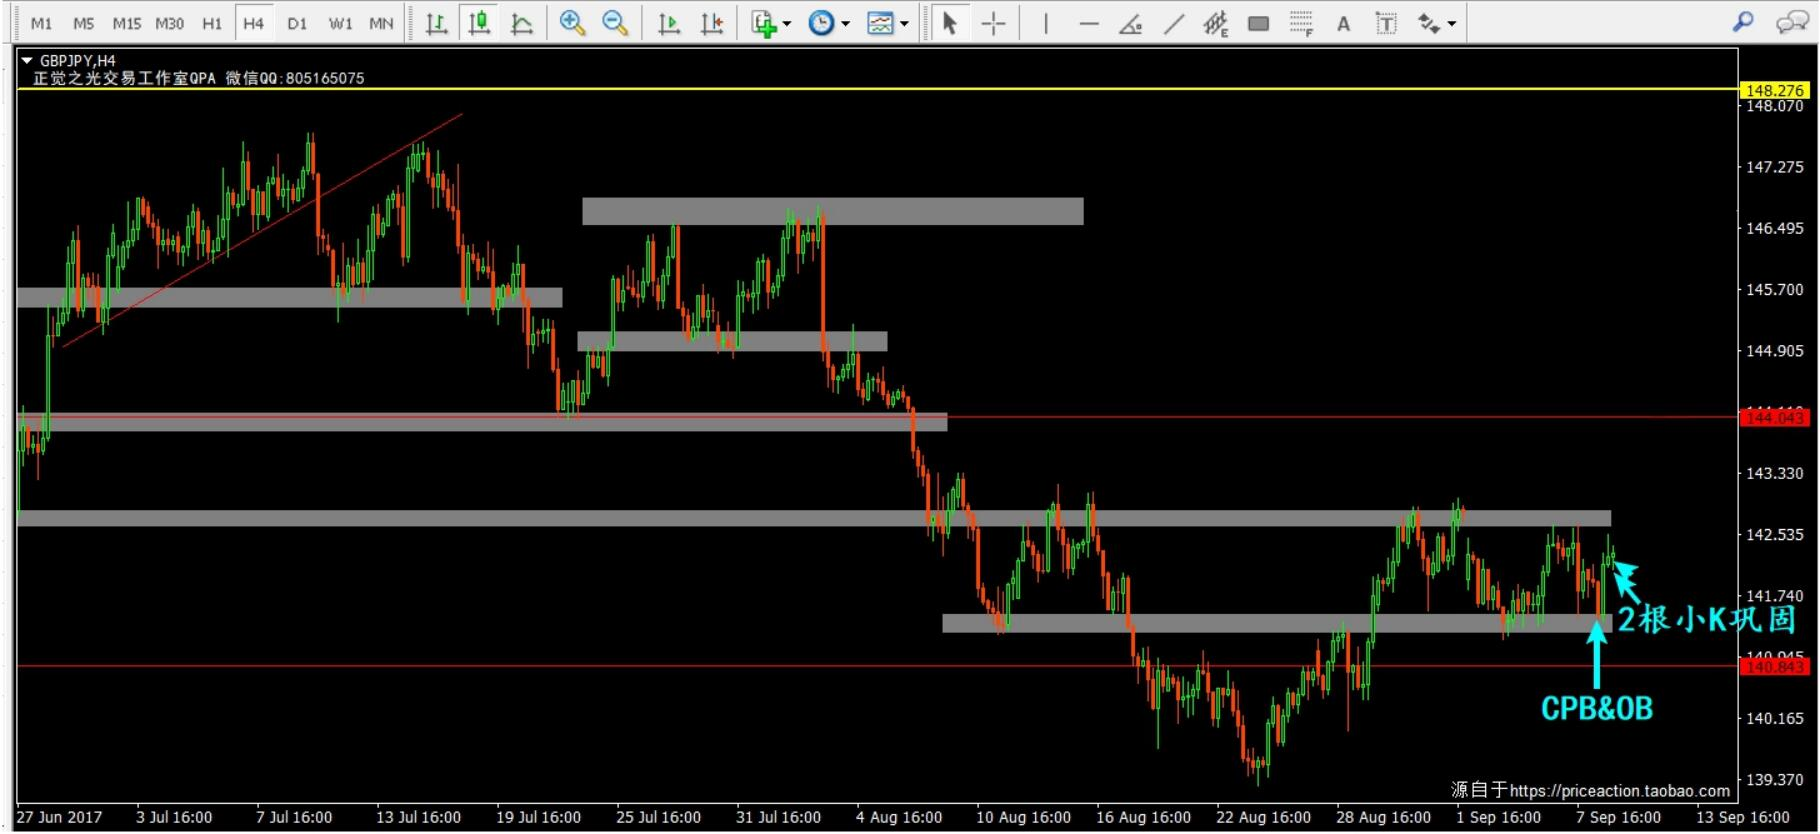 M1 M5 M15 M30 H1 H4 D1 W1 MN E F A T
GBPJPY,H4
正觉之光交易工作室QPA 微信QQ:805165075
148.276
148.070
147.275
146.495
145.700
144.905
144.043
143.330
142.535
141.740
2根小K巩固
140.945
140.843
CPB&OB
140.165
139.370
源自于https://priceaction.taobao.com
27 Jun 2017 3 Jul 16:00 7 Jul 16:00 13 Jul 16:00 19 Jul 16:00 25 Jul 16:00 31 Jul 16:00 4 Aug 16:00 10 Aug 16:00 16 Aug 16:00 22 Aug 16:00 28 Aug 16:00 1 Sep 16:00 7 Sep 16:00 13 Sep 16:00